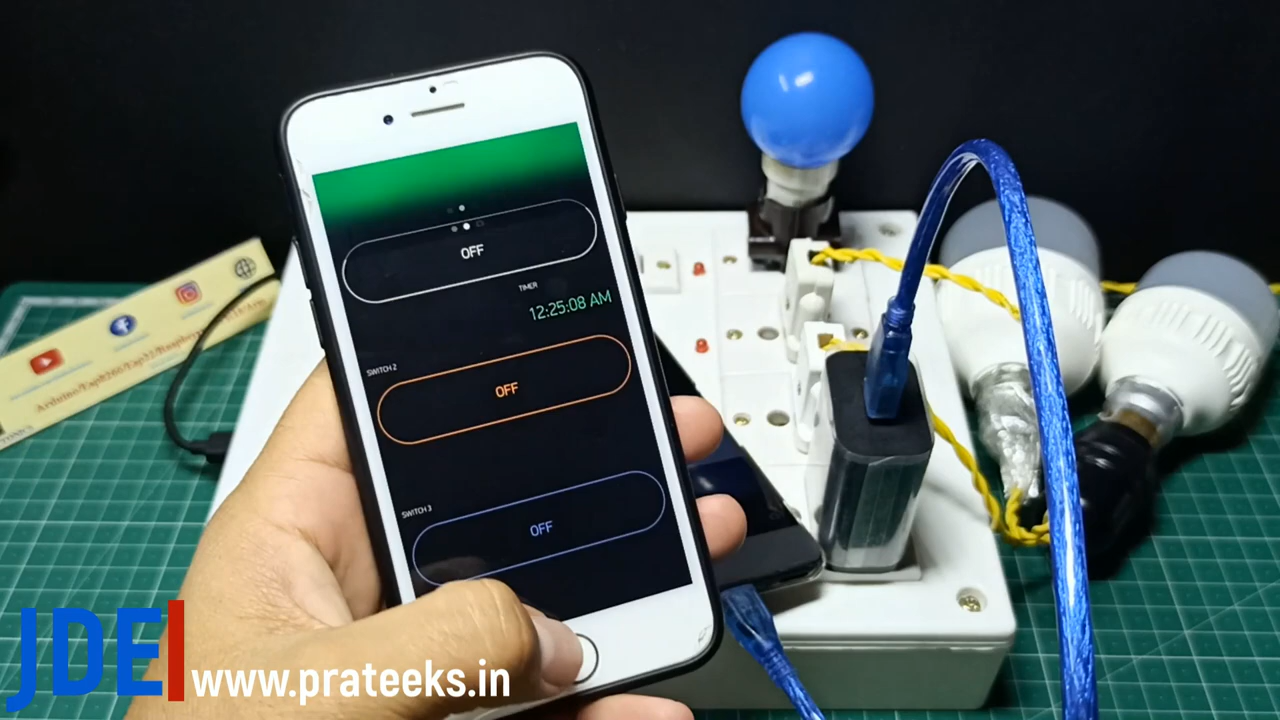 OFF
TIMER
12:25:08 AM
SWITCH 2
OFF
SWITCH 3
OFF
JDE
www.prateeks.in